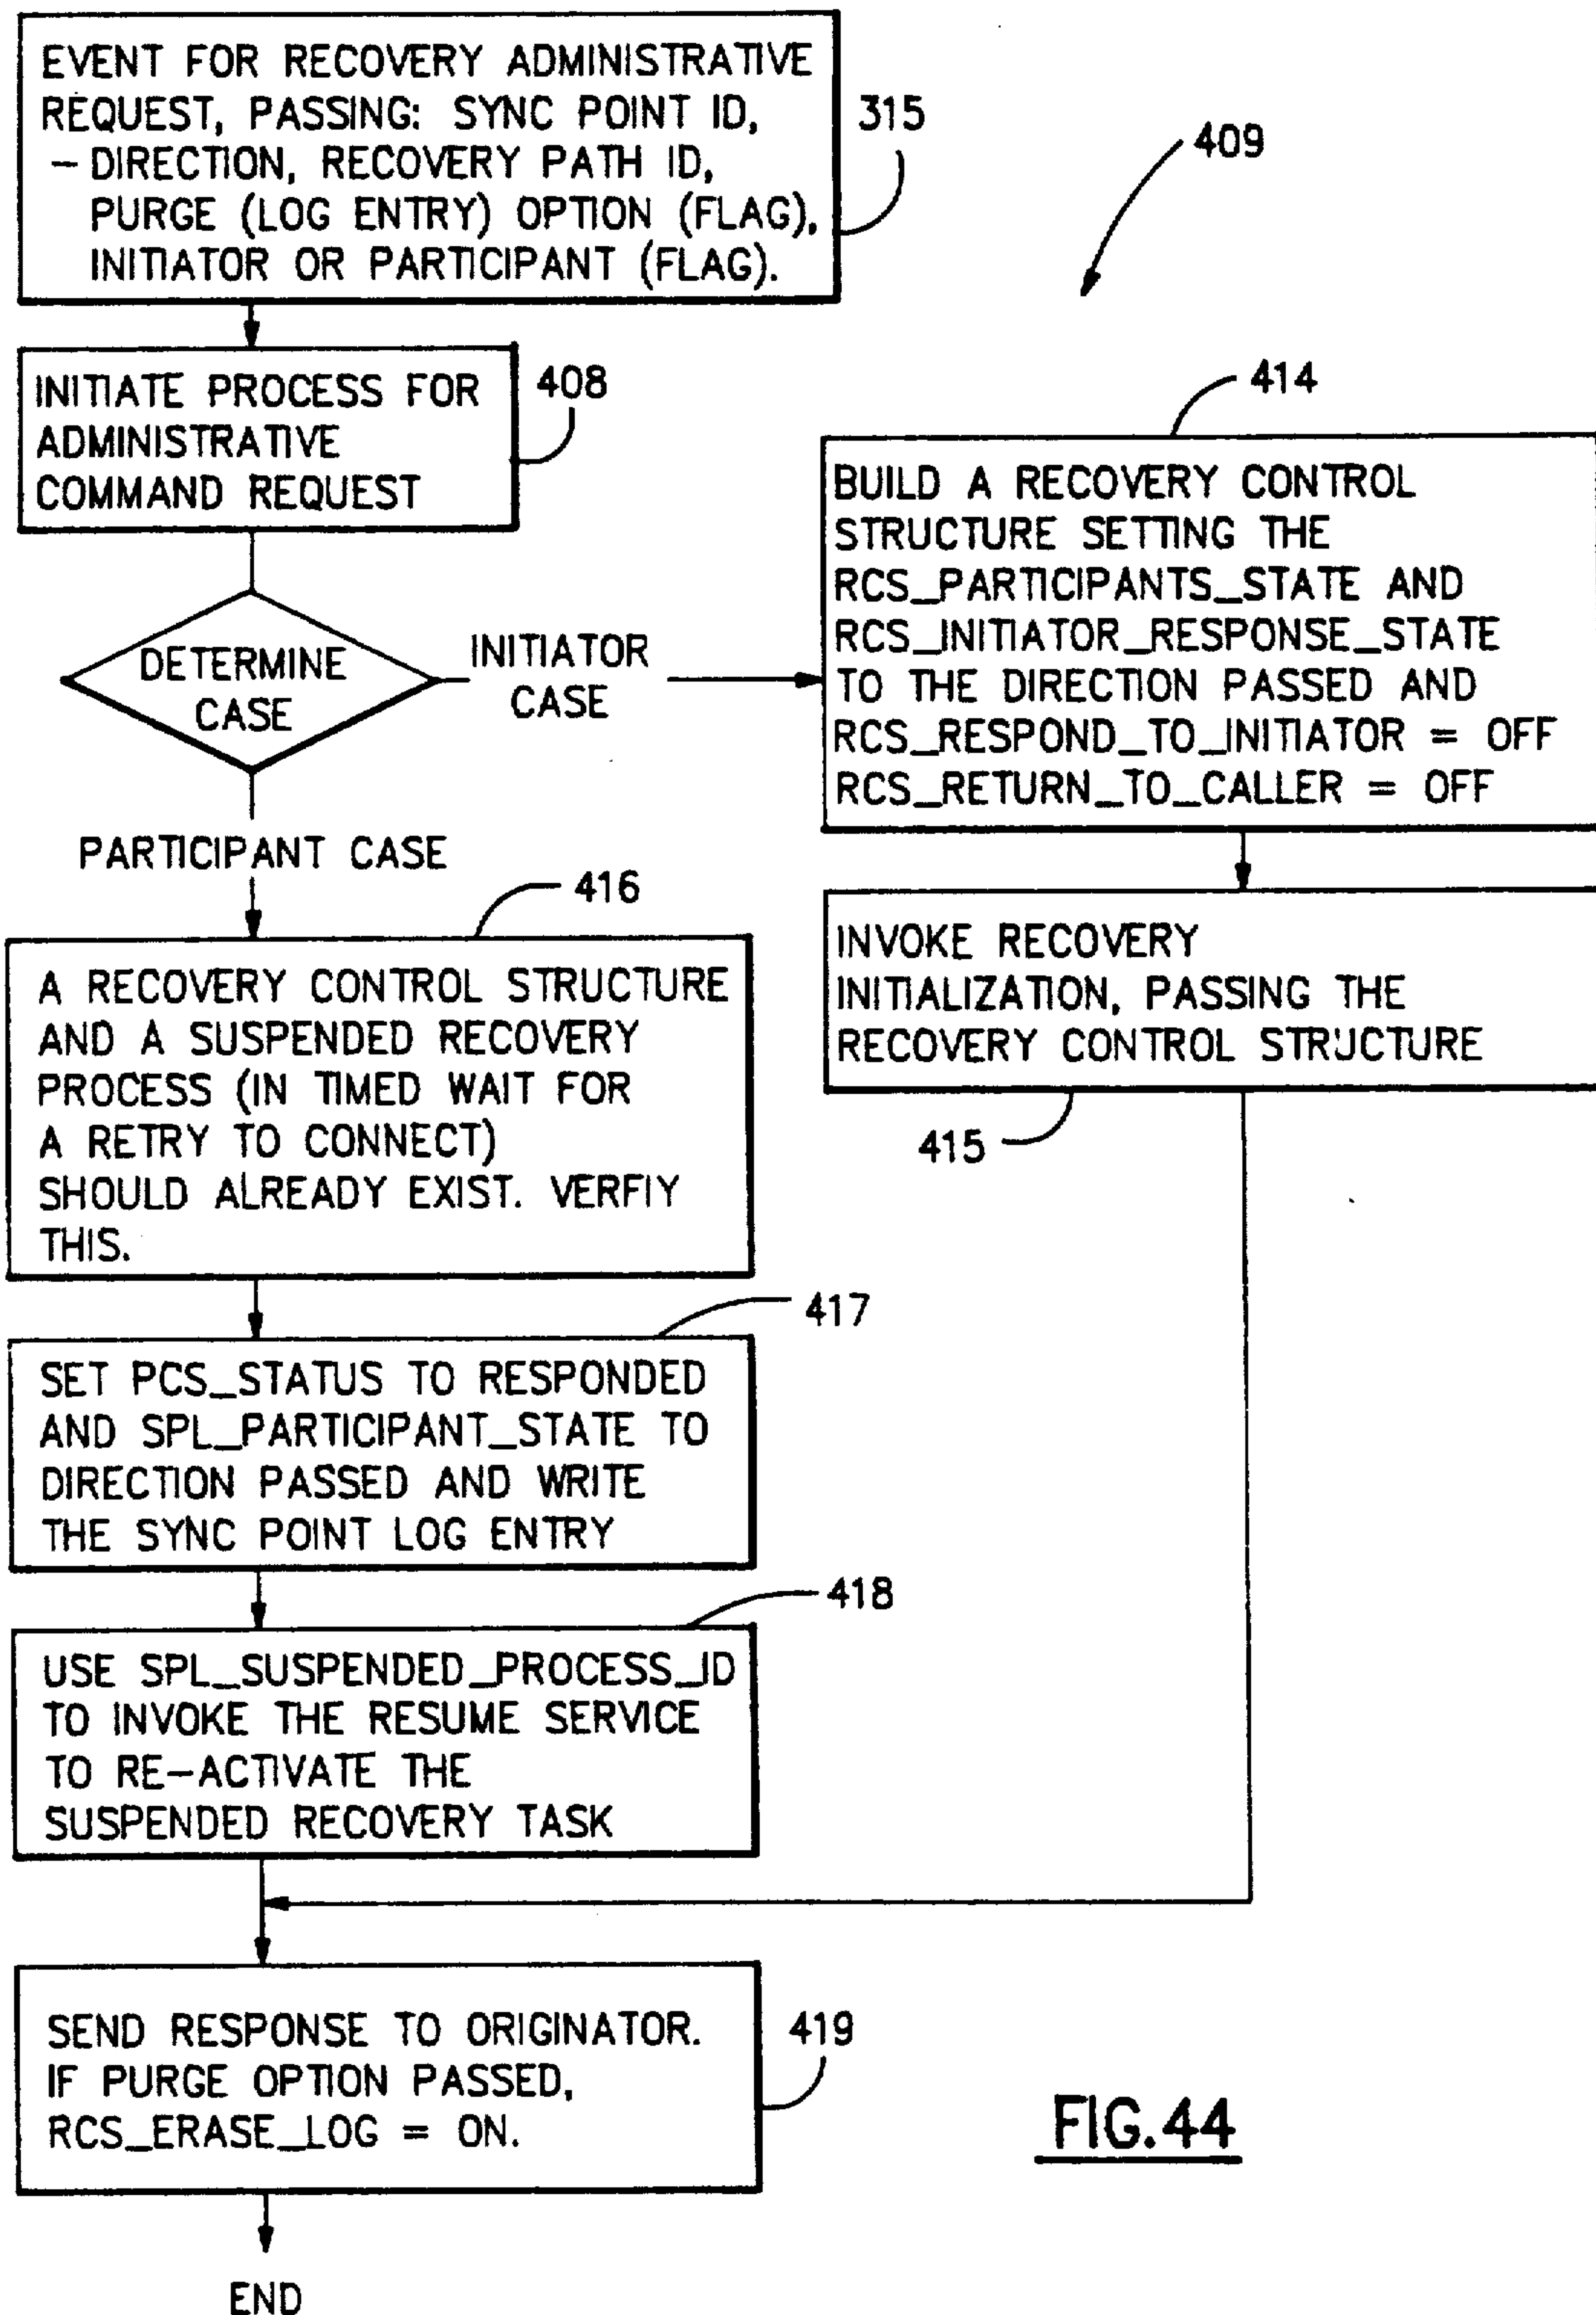 EVENT FOR RECOVERY ADMINISTRATIVE
REQUEST, PASSING: SYNC POINT ID,
- DIRECTION, RECOVERY PATH ID,
PURGE (LOG ENTRY) OPTION (FLAG),
INITIATOR OR PARTICIPANT (FLAG).
315
409
INITIATE PROCESS FOR
ADMINISTRATIVE
COMMAND REQUEST
408
DETERMINE
CASE
INITIATOR
CASE
414
BUILD A RECOVERY CONTROL
STRUCTURE SETTING THE
RCS_PARTICIPANTS_STATE AND
RCS_INITIATOR_RESPONSE_STATE
TO THE DIRECTION PASSED AND
RCS_RESPOND_TO_INITIATOR = OFF
RCS_RETURN_TO_CALLER = OFF
INVOKE RECOVERY
INITIALIZATION, PASSING THE
RECOVERY CONTROL STRUCTURE
415
PARTICIPANT CASE
416
A RECOVERY CONTROL STRUCTURE
AND A SUSPENDED RECOVERY
PROCESS (IN TIMED WAIT FOR
A RETRY TO CONNECT)
SHOULD ALREADY EXIST. VERFIY
THIS.
417
SET PCS_STATUS TO RESPONDED
AND SPL_PARTICIPANT_STATE TO
DIRECTION PASSED AND WRITE
THE SYNC POINT LOG ENTRY
418
USE SPL_SUSPENDED_PROCESS_ID
TO INVOKE THE RESUME SERVICE
TO RE-ACTIVATE THE
SUSPENDED RECOVERY TASK
SEND RESPONSE TO ORIGINATOR.
IF PURGE OPTION PASSED,
RCS_ERASE_LOG = ON.
419
END
FIG.44